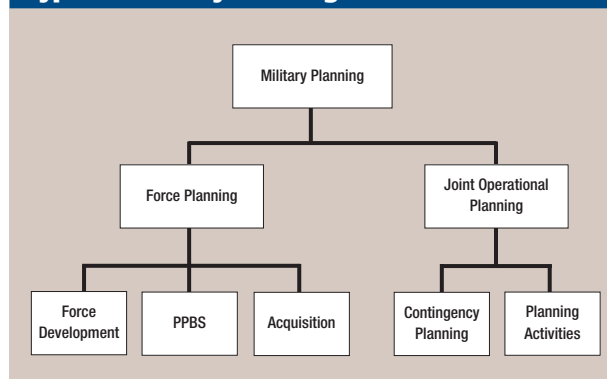 Military Planning
Force Planning
Joint Operational
Planning
Force
Development
PPBS
Acquisition
Contingency
Planning
Planning
Activities